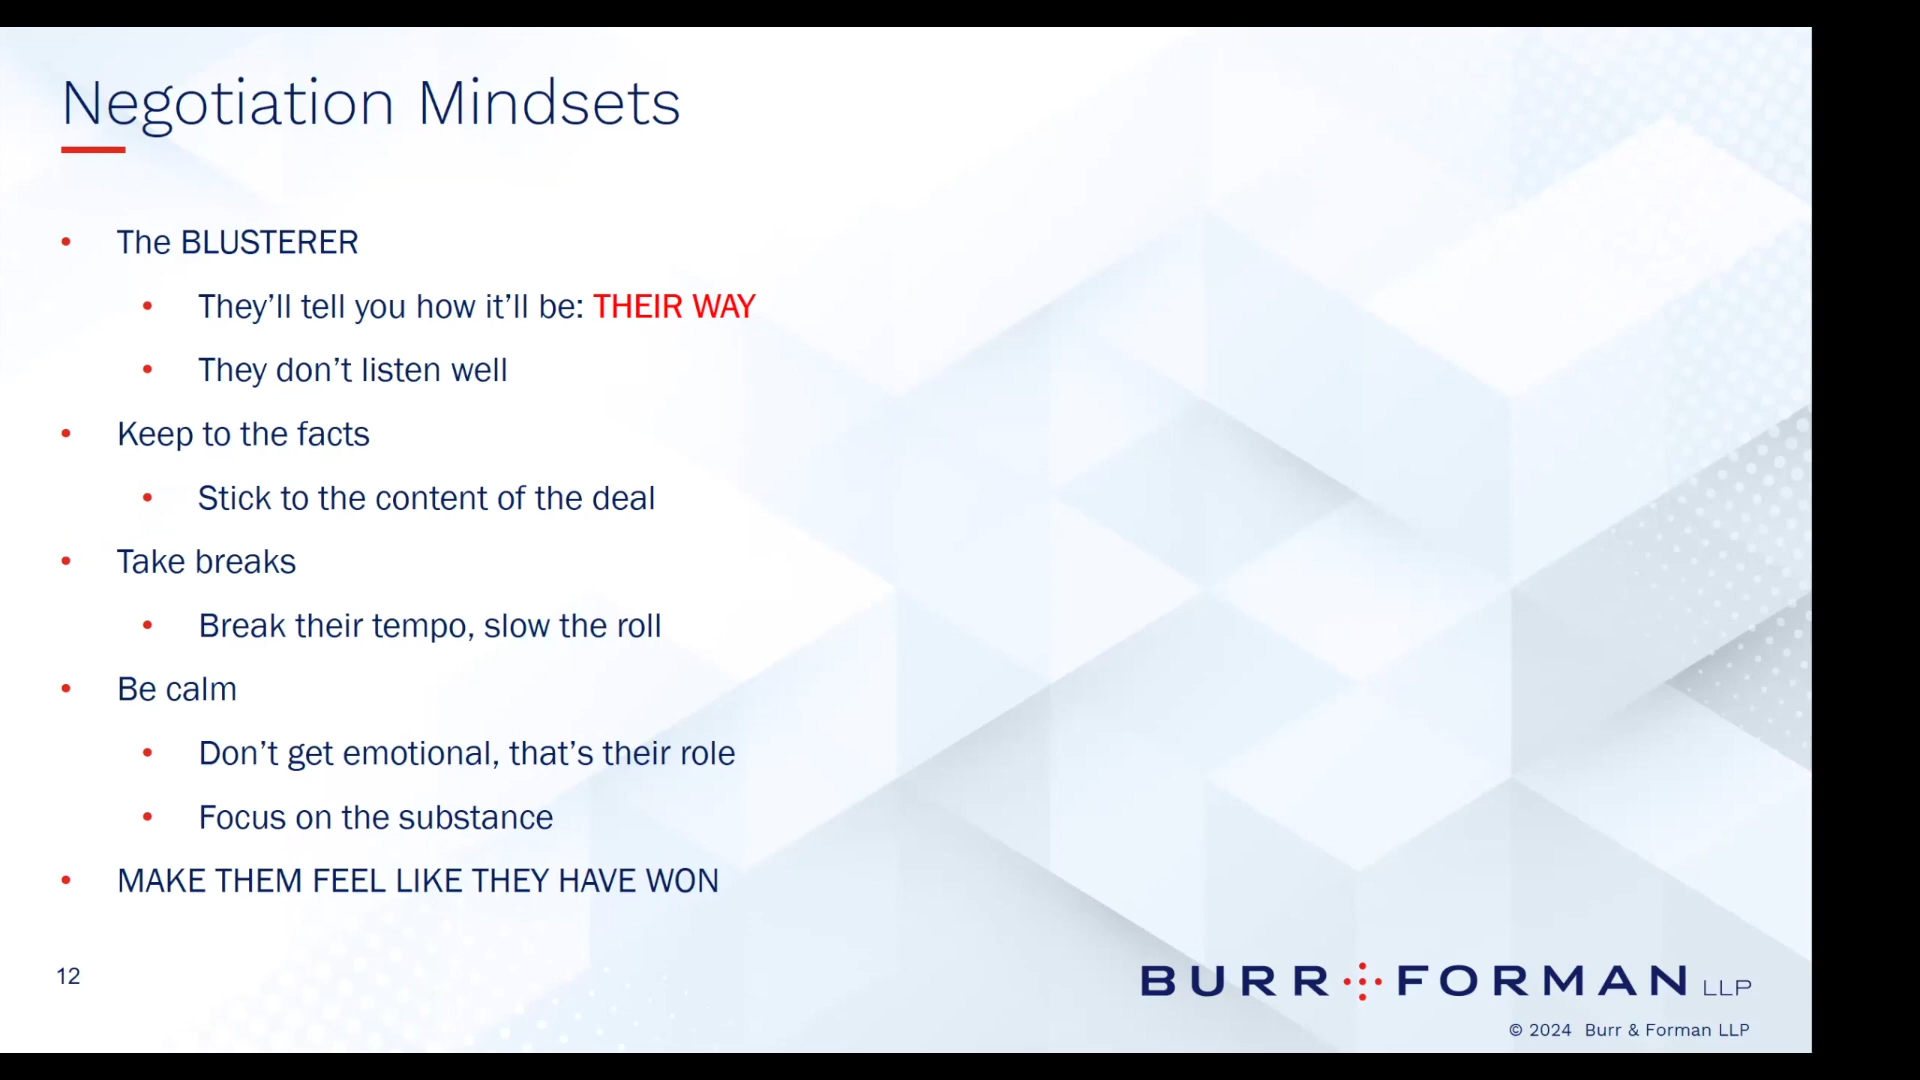 Negotiation Mindsets
• The BLUSTERER
• They’ll tell you how it’ll be: THEIR WAY
• They don’t listen well
• Keep to the facts
• Stick to the content of the deal
• Take breaks
• Break their tempo, slow the roll
• Be calm
• Don’t get emotional, that’s their role
• Focus on the substance
• MAKE THEM FEEL LIKE THEY HAVE WON
12
BURR FORMAN LLP
© 2024 Burr & Forman LLP